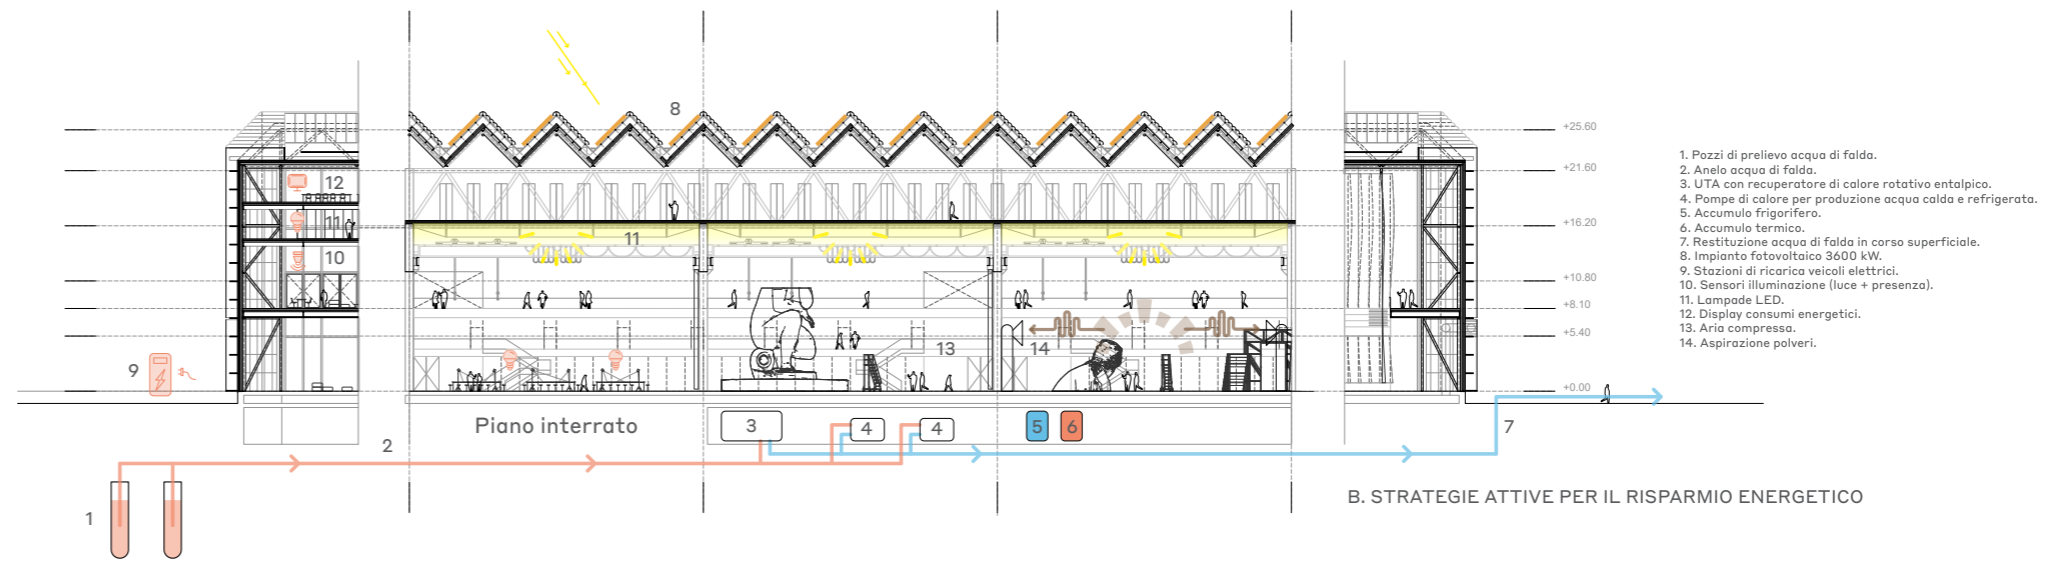 8
+25.60
1. Pozzi di prelievo acqua di falda.
+21.60
2. Anelo acqua di falda.
12
3. UTA con recuperatore di calore rotativo entalpico.
4. Pompe di calore per produzione acqua calda e refrigerata.
5. Accumulo frigorifero.
11
+16.20
6. Accumulo termico.
11
7. Restituzione acqua di falda in corso superficiale.
10
8. Impianto fotovoltaico 3600 kW.
9. Stazioni di ricarica veicoli elettrici.
+10.80
10. Sensori illuminazione (luce + presenza).
11. Lampade LED.
+8.10
12. Display consumi energetici.
13. Aria compressa.
+5.40
14. Aspirazione polveri.
13
14
9
+0.00
Piano interrato
3
4
4
5
6
7
2
B. STRATEGIE ATTIVE PER IL RISPARMIO ENERGETICO
1